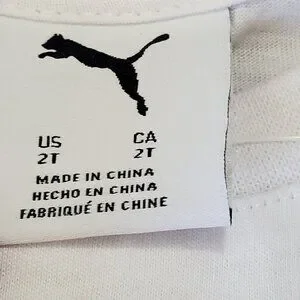 US CA
2T 2T
MADE IN CHINA
HECHO EN CHINA
FABRIQUÉ EN CHINE